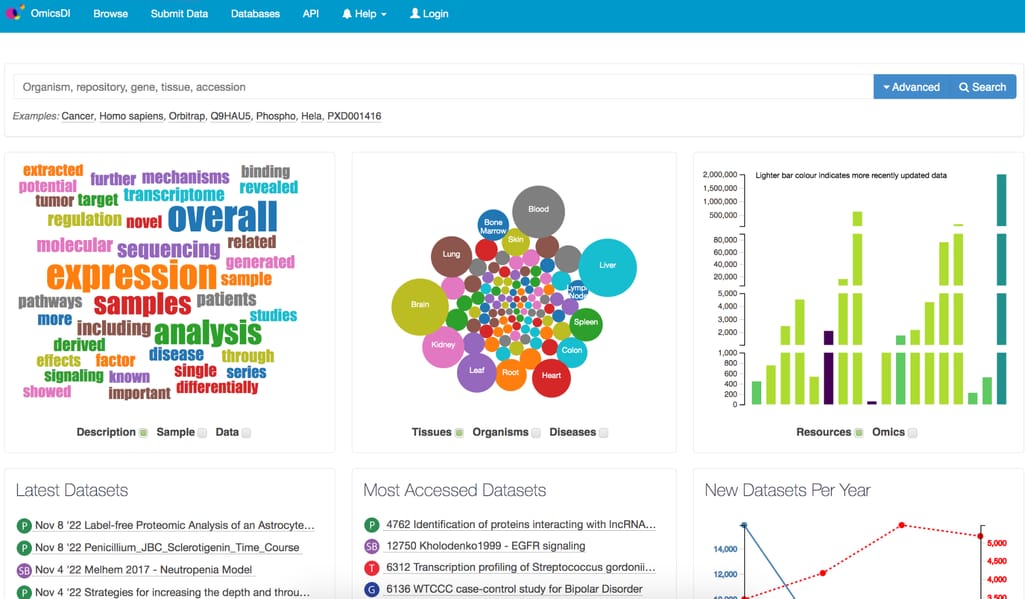 OmicsDI Browse Submit Data Databases API Help Login
Organism, repository, gene, tissue, accession
Advanced Search
Examples: Cancer, Homo sapiens, Orbitrap, Q9HAU5, Phospho, Hela, PXD001416
extracted further mechanisms binding
potential transcriptome revealed
tumor target
regulation novel overall
molecular sequencing related
generated
expression sample
pathways samples patients
more including analysis studies
derived
effects factor disease through
signaling known single series
showed important differentially
Description Sample Data
Blood
Bone
Marrow
Skin
Lung
Liver
Lymph
Node
Brain
Spleen
Kidney
Colon
Leaf
Root
Heart
Tissues Organisms Diseases
Lighter bar colour indicates more recently updated data
2,000,000
1,500,000
1,000,000
500,000
80,000
60,000
40,000
20,000
5,000
4,000
3,000
2,000
1,000
800
600
400
200
0
Resources Omics
Latest Datasets
P Nov 8 '22 Label-free Proteomic Analysis of an Astrocyte...
P Nov 8 '22 Penicillium_JBC_Sclerotigenin_Time_Course
SB Nov 4 '22 Melhem 2017 - Neutropenia Model
P Nov 4 '22 Strategies for increasing the depth and throu...
Most Accessed Datasets
P 4762 Identification of proteins interacting with lncRNA...
SB 12750 Kholodenko1999 - EGFR signaling
T 6312 Transcription profiling of Streptococcus gordonii...
G 6136 WTCCC case-control study for Bipolar Disorder
New Datasets Per Year
14,000
12,000
10,000
5,000
4,500
4,000
3,500